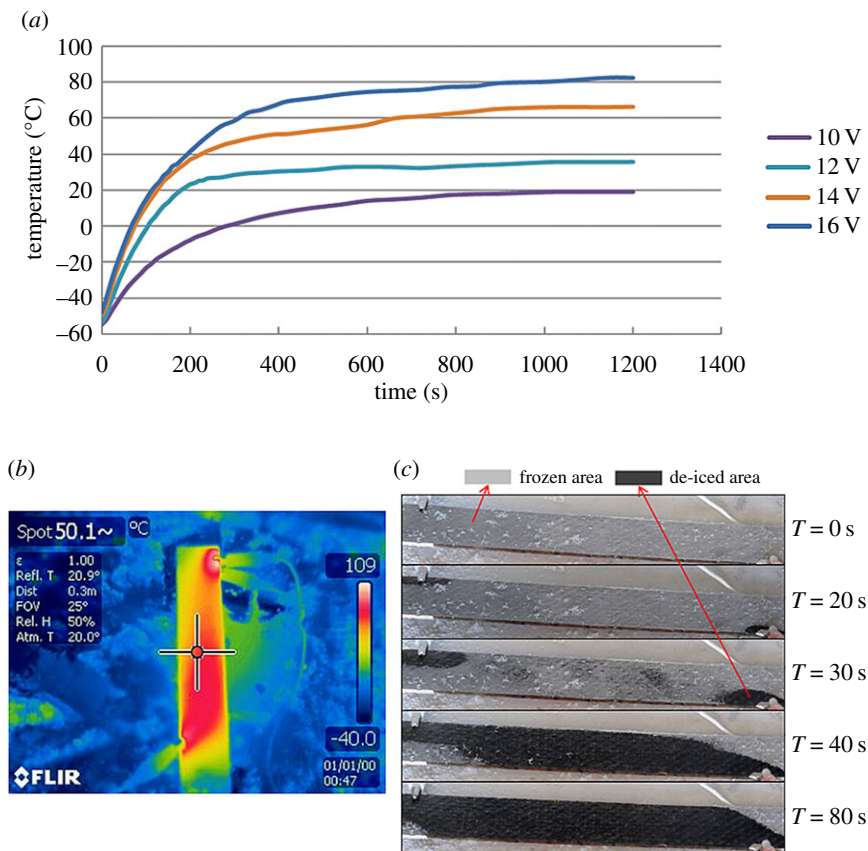 (a)
100
80
60
40
20
0
–20
–40
–60
temperature (°C)
0 200 400 600 800 1000 1200 1400
time (s)
10 V
12 V
14 V
16 V
(b)
Spot 50.1~ °C
ε 1.00
Refl. T 20.9°
Dist 0.3m
FOV 25°
Rel. H 50%
Atm. T 20.0°
109
-40.0
01/01/00
00:47
FLIR
(c)
frozen area de-iced area
T = 0 s
T = 20 s
T = 30 s
T = 40 s
T = 80 s